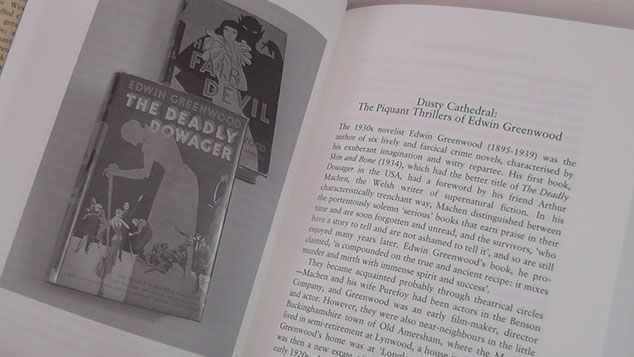 FAIR
DEVIL
EDWIN GREENWOOD
THE DEADLY
DOWAGER
Dusty Cathedral:
The Piquant Thrillers of Edwin Greenwood
The 1930s novelist Edwin Greenwood (1895-1939) was the
author of six lively and farcical crime novels, characterised by
his exuberant imagination and witty repartee. His first book,
Skin and Bone (1934), which had the better title of The Deadly
Dowager in the USA, had a foreword by his friend Arthur
Machen, the Welsh writer of supernatural fiction. In his
characteristically trenchant way, Machen distinguished between
the portentously solemn ‘serious’ books that earn praise in their
time and are soon forgotten and unread, and the survivors, ‘who
have a story to tell and are not ashamed to tell it’, and so are still
enjoyed many years later. Edwin Greenwood's book, he pro-
claimed, ‘is compounded on the true and ancient recipe: it mixes
murder and mirth with immense spirit and success’.
They became acquainted probably through theatrical circles
—Machen and his wife Purefoy had been actors in the Benson
Company, and Greenwood was an early film-maker, director
and actor. However, they were also near-neighbours in the little
Buckinghamshire town of Old Amersham, where the M
lived in semi-retirement at Lynwood, a house
Greenwood's home was at
was then a new estate
early 1920s